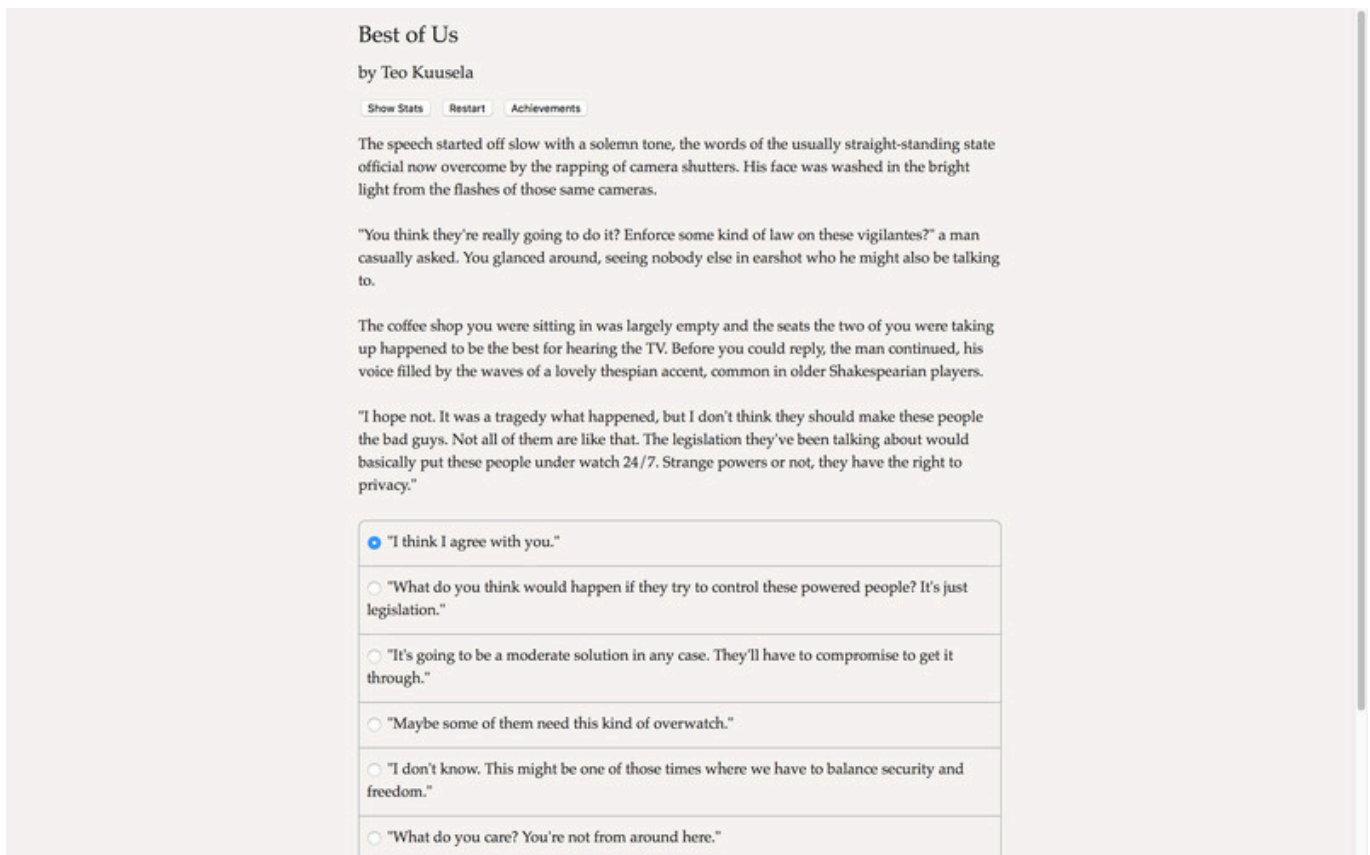 Best of Us
by Teo Kuusela
Show Stats Restart Achievements
The speech started off slow with a solemn tone, the words of the usually straight-standing state
official now overcome by the rapping of camera shutters. His face was washed in the bright
light from the flashes of those same cameras.
"You think they're really going to do it? Enforce some kind of law on these vigilantes?" a man
casually asked. You glanced around, seeing nobody else in earshot who he might also be talking
to.
The coffee shop you were sitting in was largely empty and the seats the two of you were taking
up happened to be the best for hearing the TV. Before you could reply, the man continued, his
voice filled by the waves of a lovely thespian accent, common in older Shakespearian players.
"I hope not. It was a tragedy what happened, but I don't think they should make these people
the bad guys. Not all of them are like that. The legislation they've been talking about would
basically put these people under watch 24/7. Strange powers or not, they have the right to
privacy."
"I think I agree with you."
"What do you think would happen if they try to control these powered people? It's just
legislation."
"It's going to be a moderate solution in any case. They'll have to compromise to get it
through."
"Maybe some of them need this kind of overwatch."
"I don't know. This might be one of those times where we have to balance security and
freedom."
"What do you care? You're not from around here."